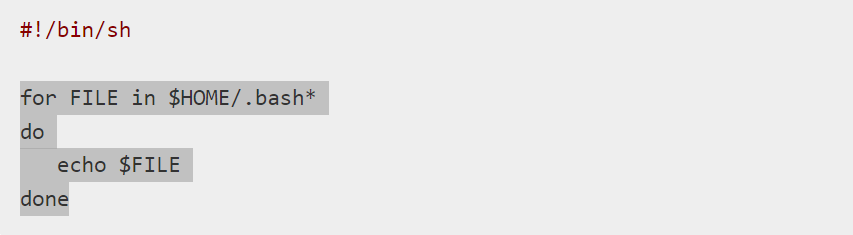 #!/bin/sh
for FILE in $HOME/.bash*
do
echo $FILE
done